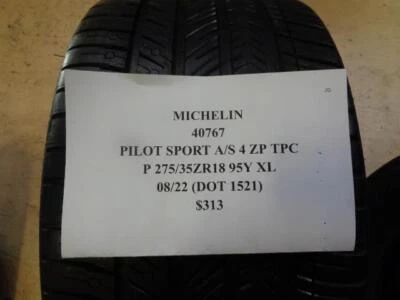 MICHELIN
40767
PILOT SPORT A/S 4 ZP TPC
P 275/35ZR18 95Y XL
08/22 (DOT 1521)
$313